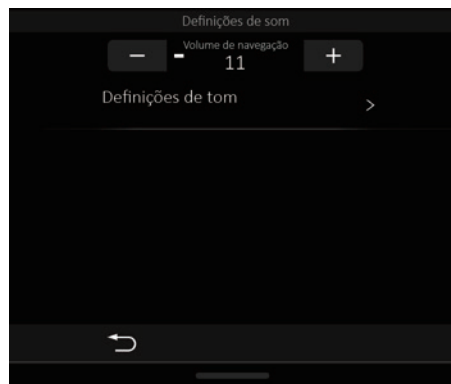 Definições de som
Volume de navegação
11
Definições de tom